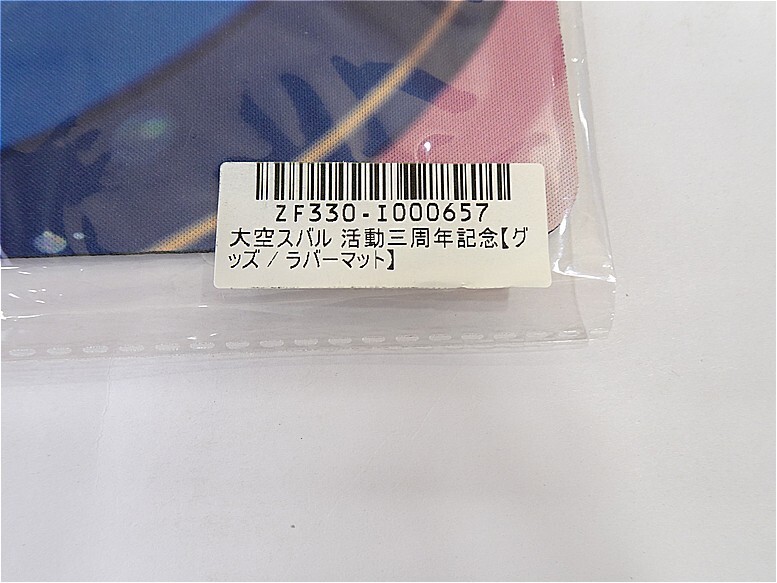 ZF330-I000657
大空スバル 活動三周年記念【グ
ッズ / ラバーマット】